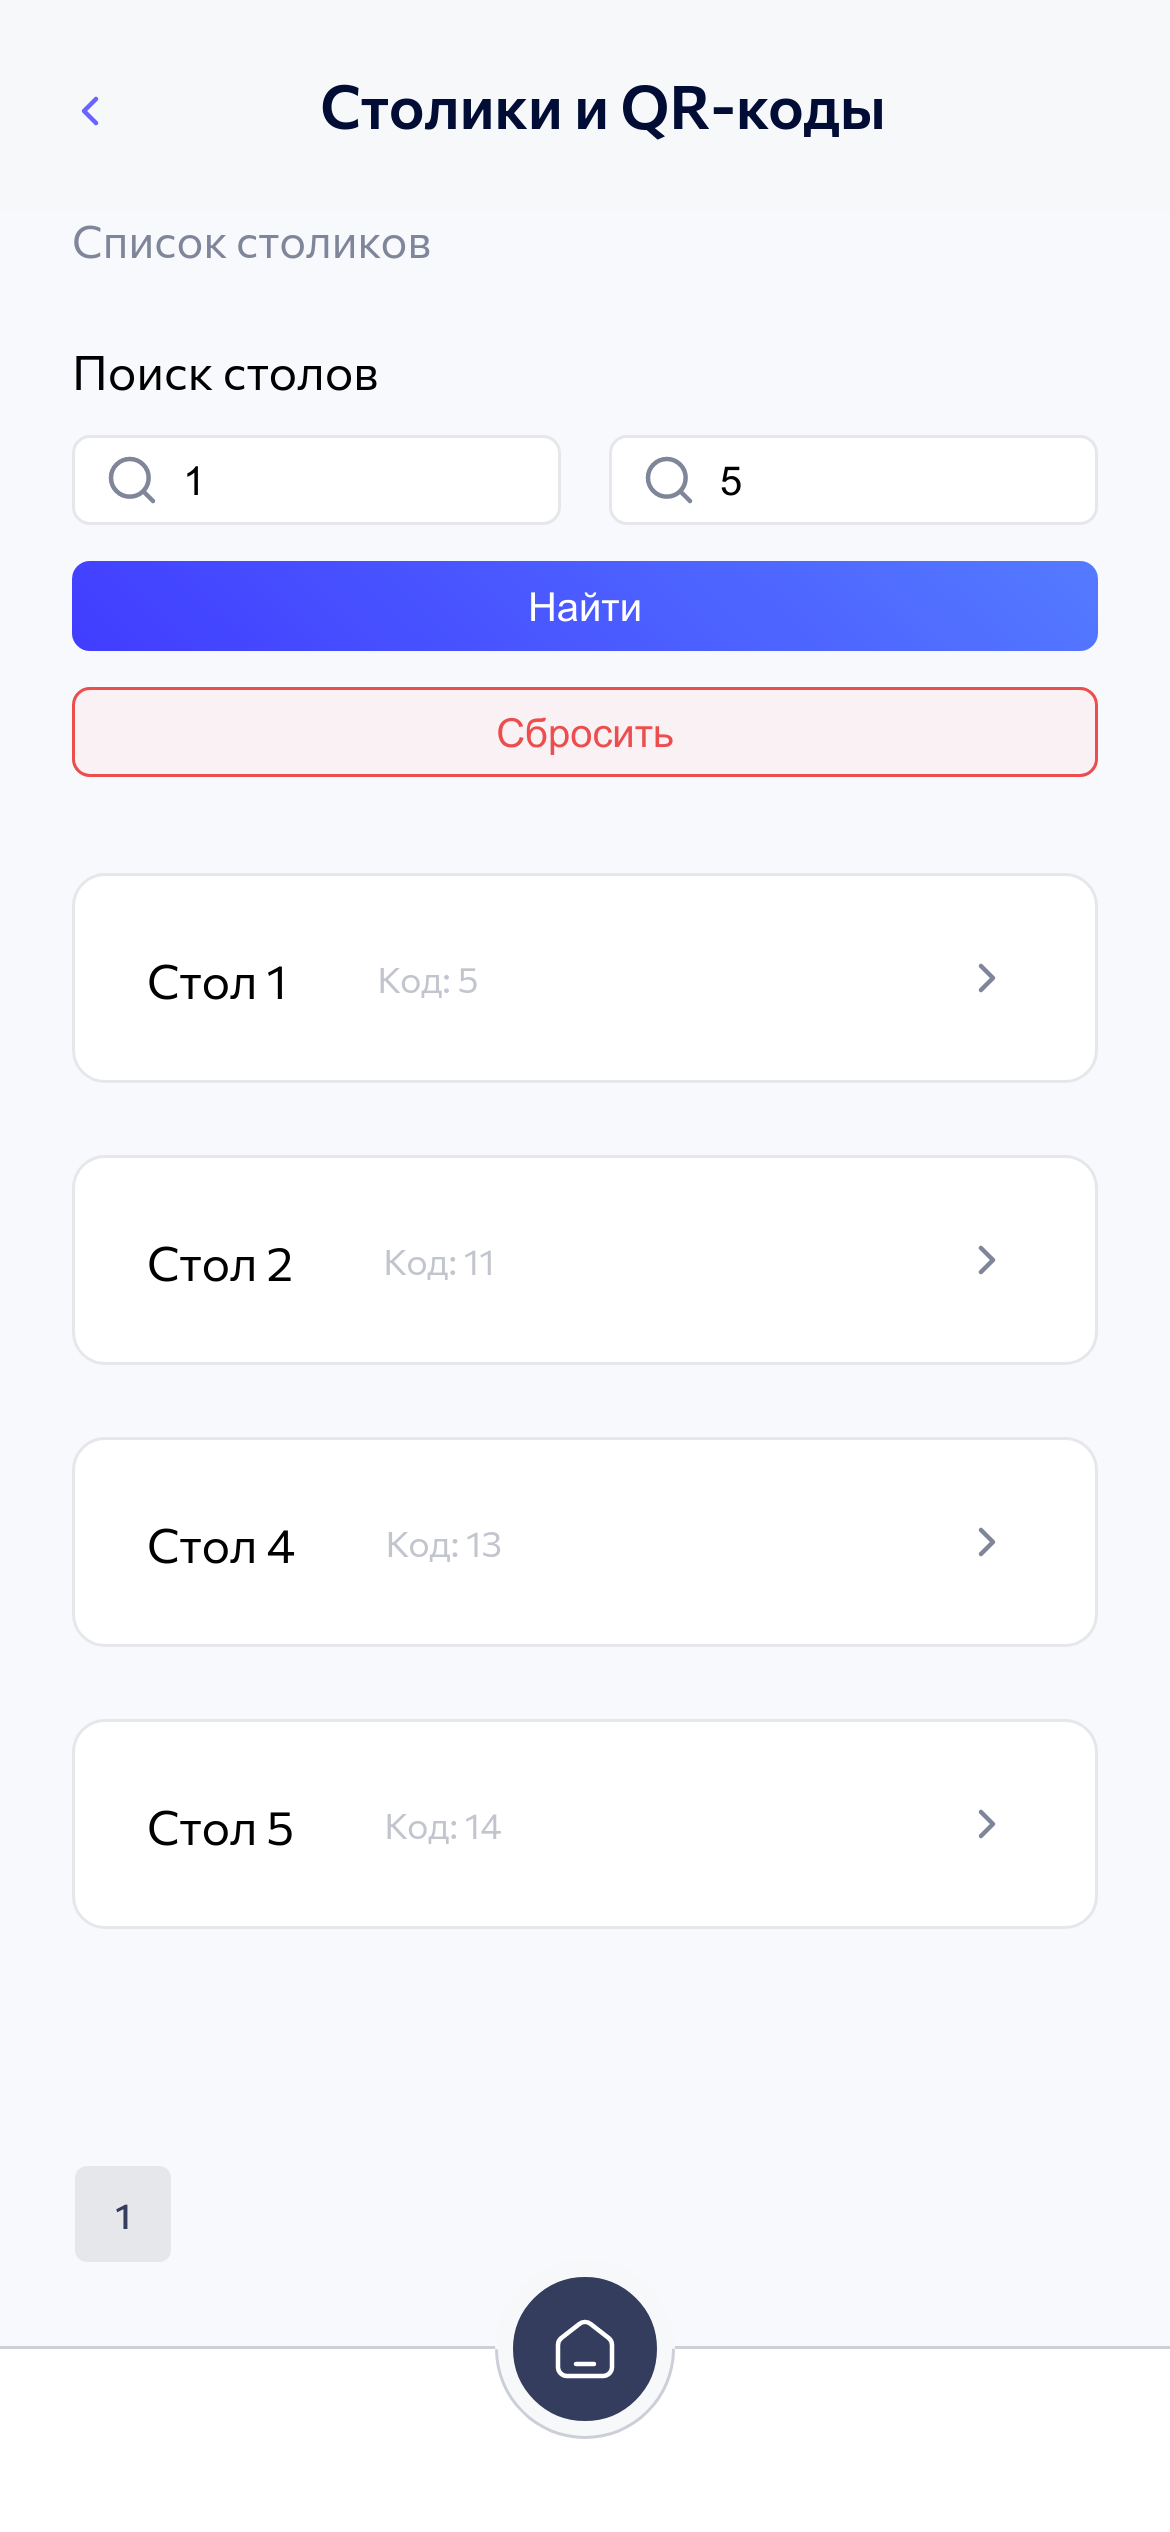 Столики и QR-коды
Список столиков
Поиск столов
1 5
Найти
Сбросить
Стол 1 Код: 5
Стол 2 Код: 11
Стол 4 Код: 13
Стол 5 Код: 14
1